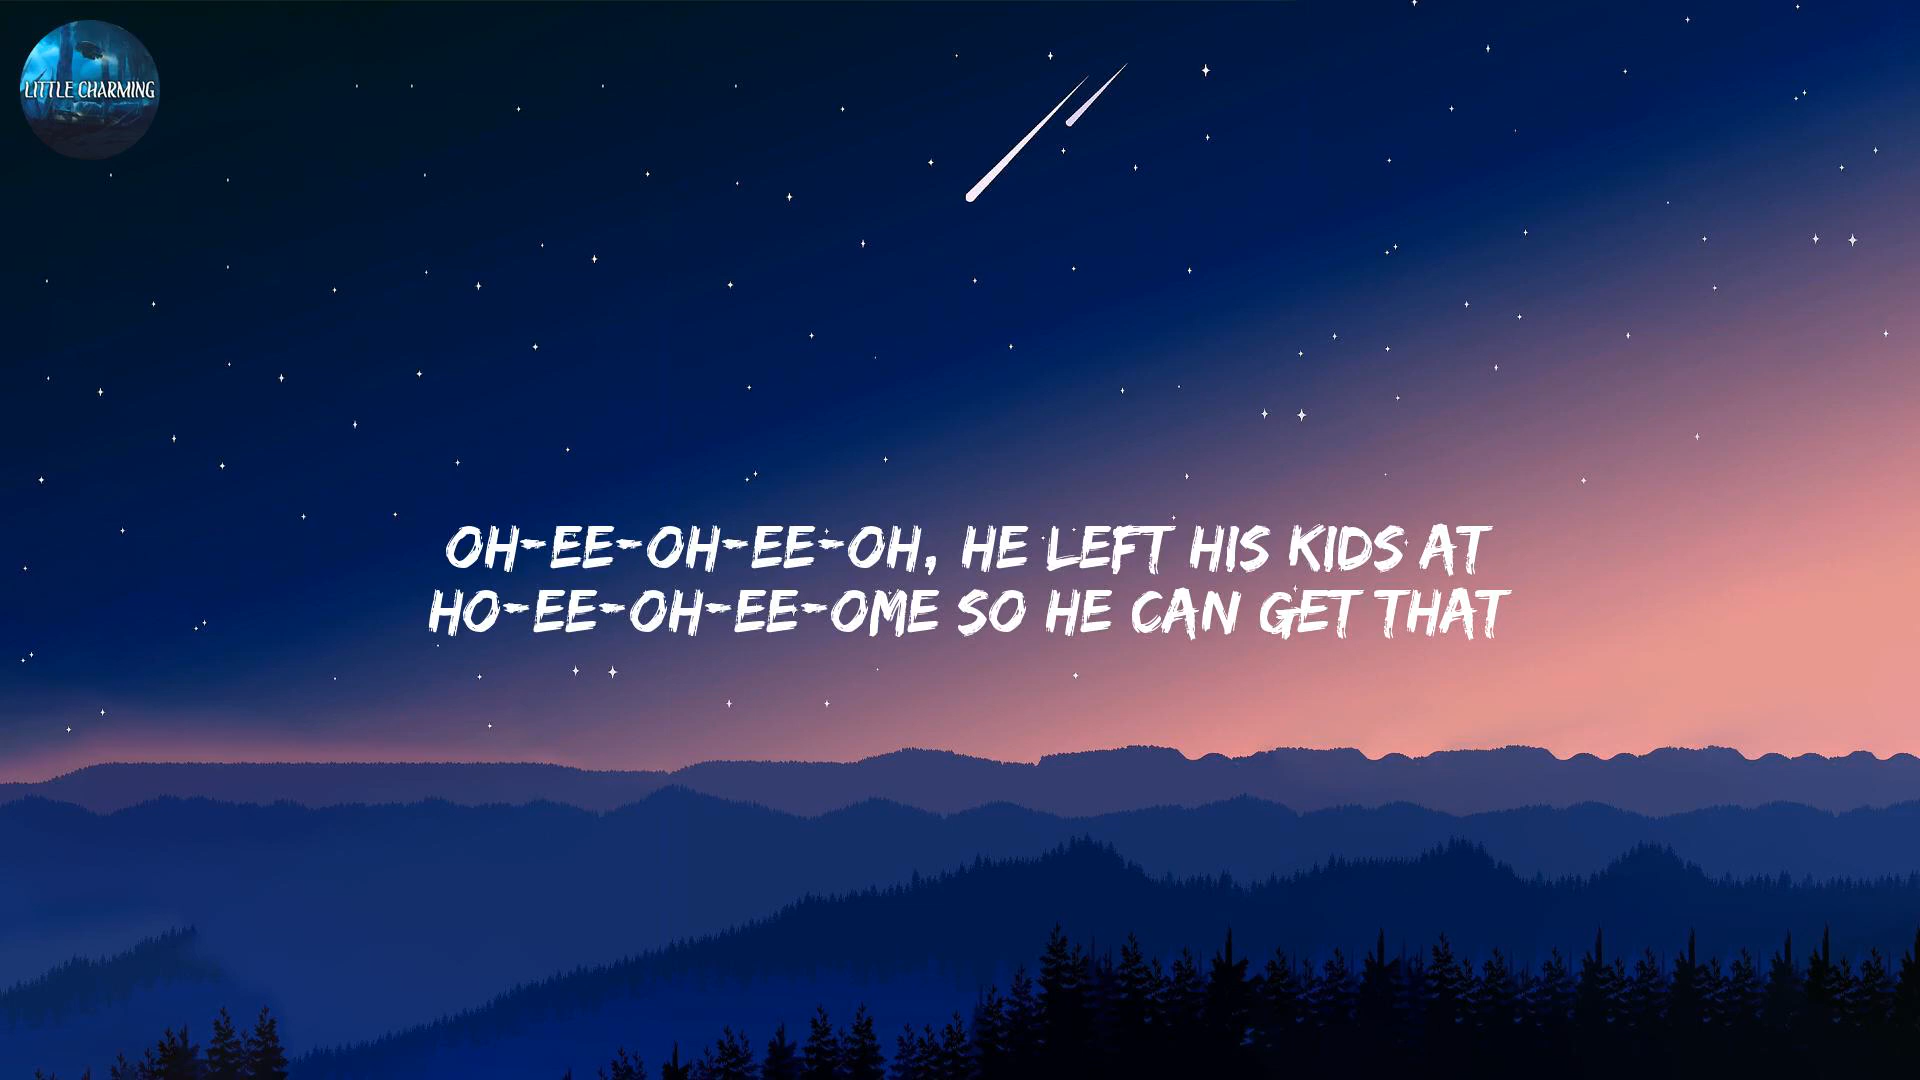 LITTLE CHARMING
OH-EE-OH-EE-OH, HE LEFT HIS KIDS AT
HO-EE-OH-EE-OME SO HE CAN GET THAT